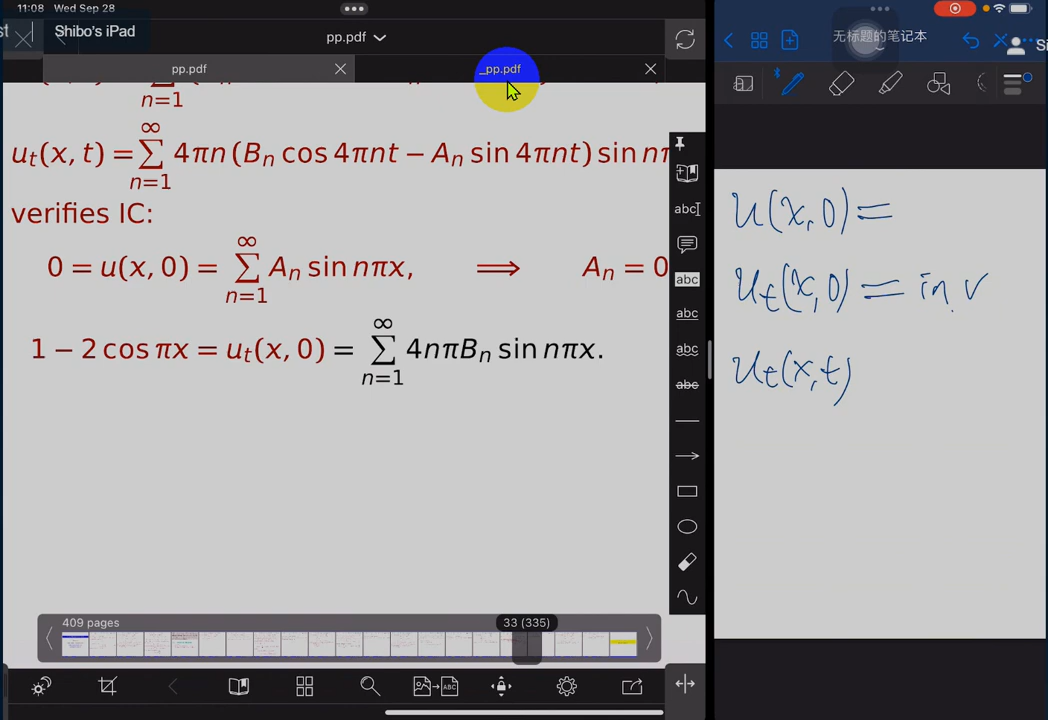 11:08 Wed Sep 28
Shibo's iPad
pp.pdf
pp.pdf
_pp.pdf
n=1
u_t(x, t) = ∑_{n=1}^{∞} 4πn (B_n cos 4πnt − A_n sin 4πnt) sin nπ
verifies IC:
0 = u(x, 0) = ∑_{n=1}^{∞} A_n sin nπx, ⟹ A_n = 0
1 − 2 cos πx = u_t(x, 0) = ∑_{n=1}^{∞} 4nπB_n sin nπx.
409 pages
33 (335)
abc
abc
abc
abc
abc
ABC
无标题的笔记本
u(x,0) =
u_t(x,0) = in v
u_t(x,t)